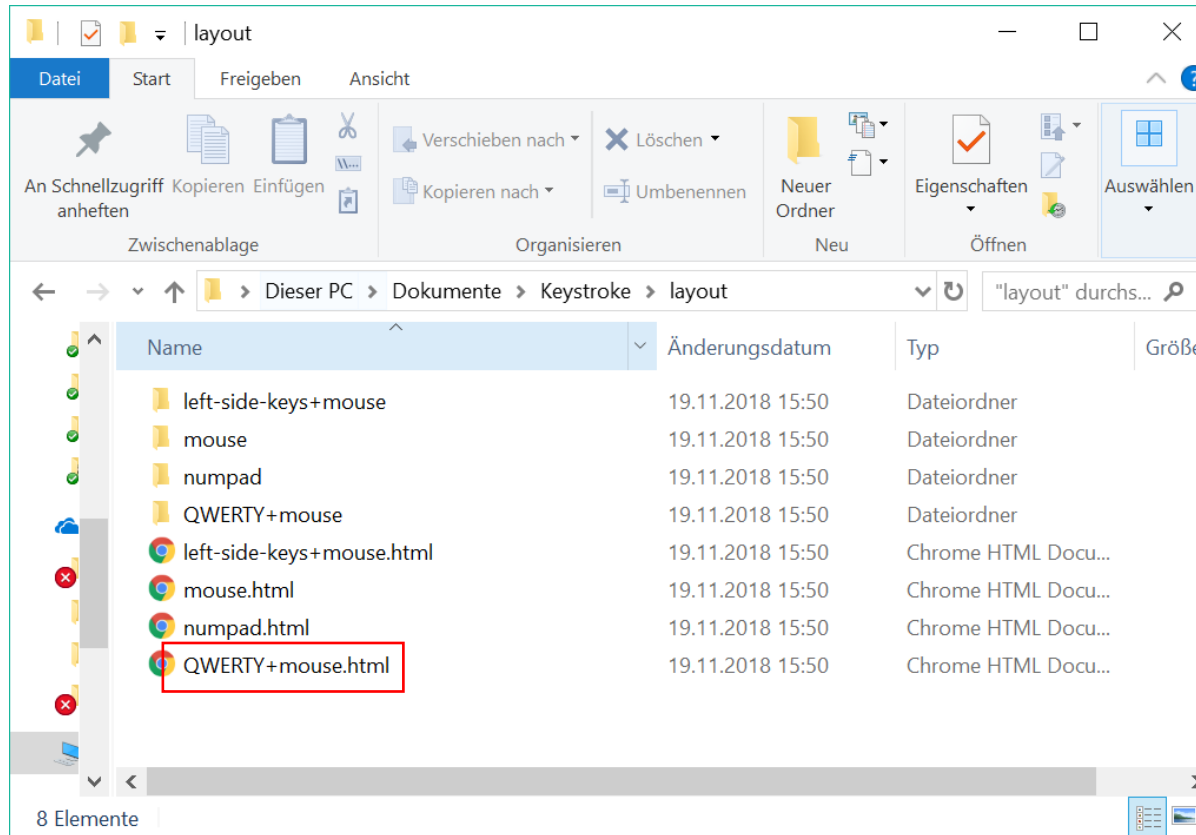 layout
Datei Start Freigeben Ansicht
An Schnellzugriff anheften
Kopieren
Einfügen
Verschieben nach
Kopieren nach
Löschen
Umbenennen
Neuer Ordner
Eigenschaften
Auswählen
Zwischenablage Organisieren Neu Öffnen
Dieser PC > Dokumente > Keystroke > layout
"layout" durchs...
Name Änderungsdatum Typ Größe
left-side-keys+mouse 19.11.2018 15:50 Dateiordner
mouse 19.11.2018 15:50 Dateiordner
numpad 19.11.2018 15:50 Dateiordner
QWERTY+mouse 19.11.2018 15:50 Dateiordner
left-side-keys+mouse.html 19.11.2018 15:50 Chrome HTML Docu...
mouse.html 19.11.2018 15:50 Chrome HTML Docu...
numpad.html 19.11.2018 15:50 Chrome HTML Docu...
QWERTY+mouse.html 19.11.2018 15:50 Chrome HTML Docu...
8 Elemente